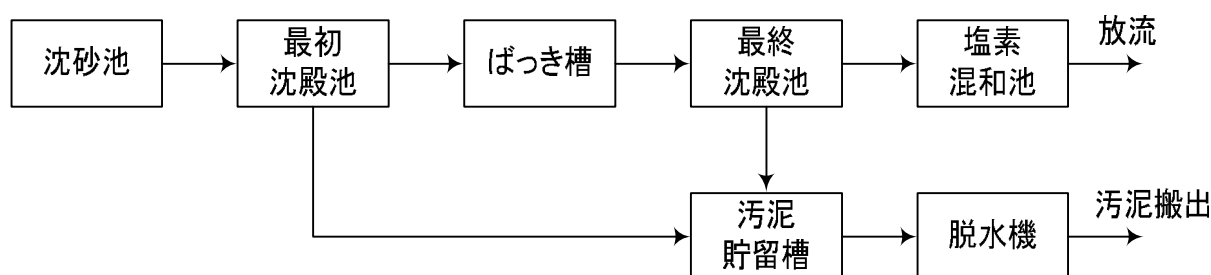 沈砂池
最初
沈殿池
ばっき槽
最終
沈殿池
塩素
混和池
放流
汚泥
貯留槽
脱水機
汚泥搬出